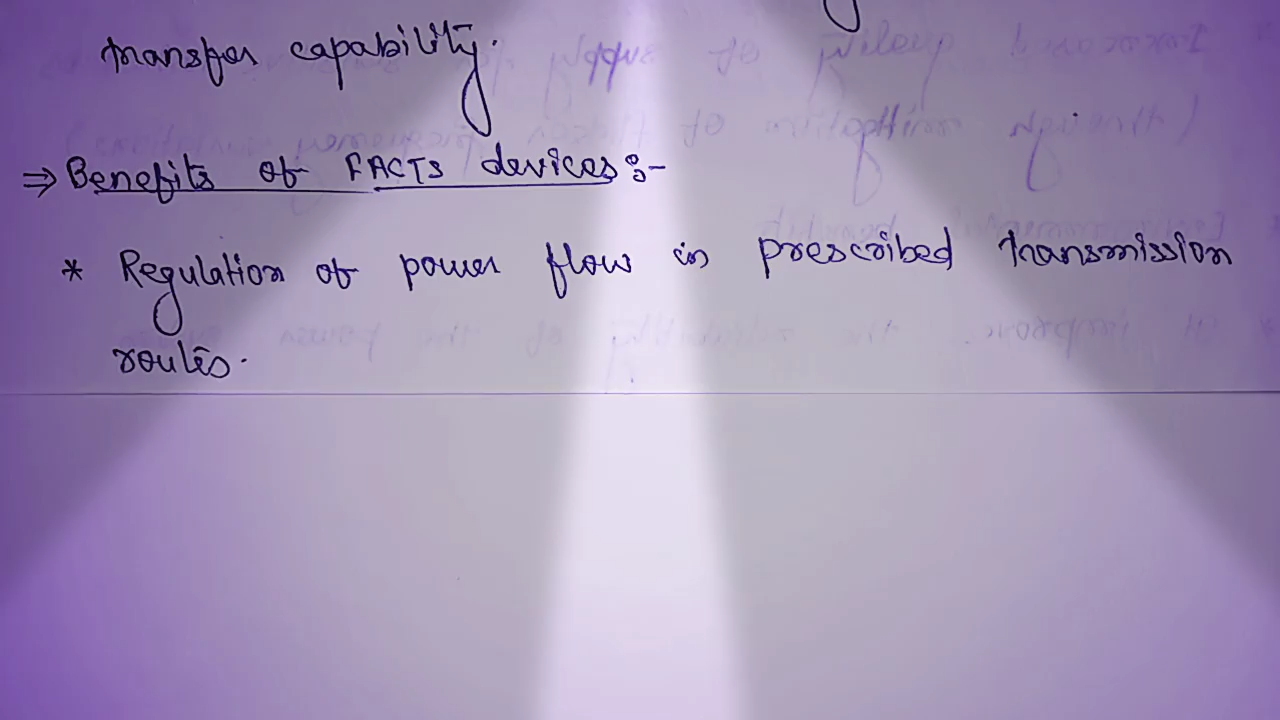 transfer capability.
⇒ Benefits of FACTS devices :-
* Regulation of power flow in prescribed transmission
routes.